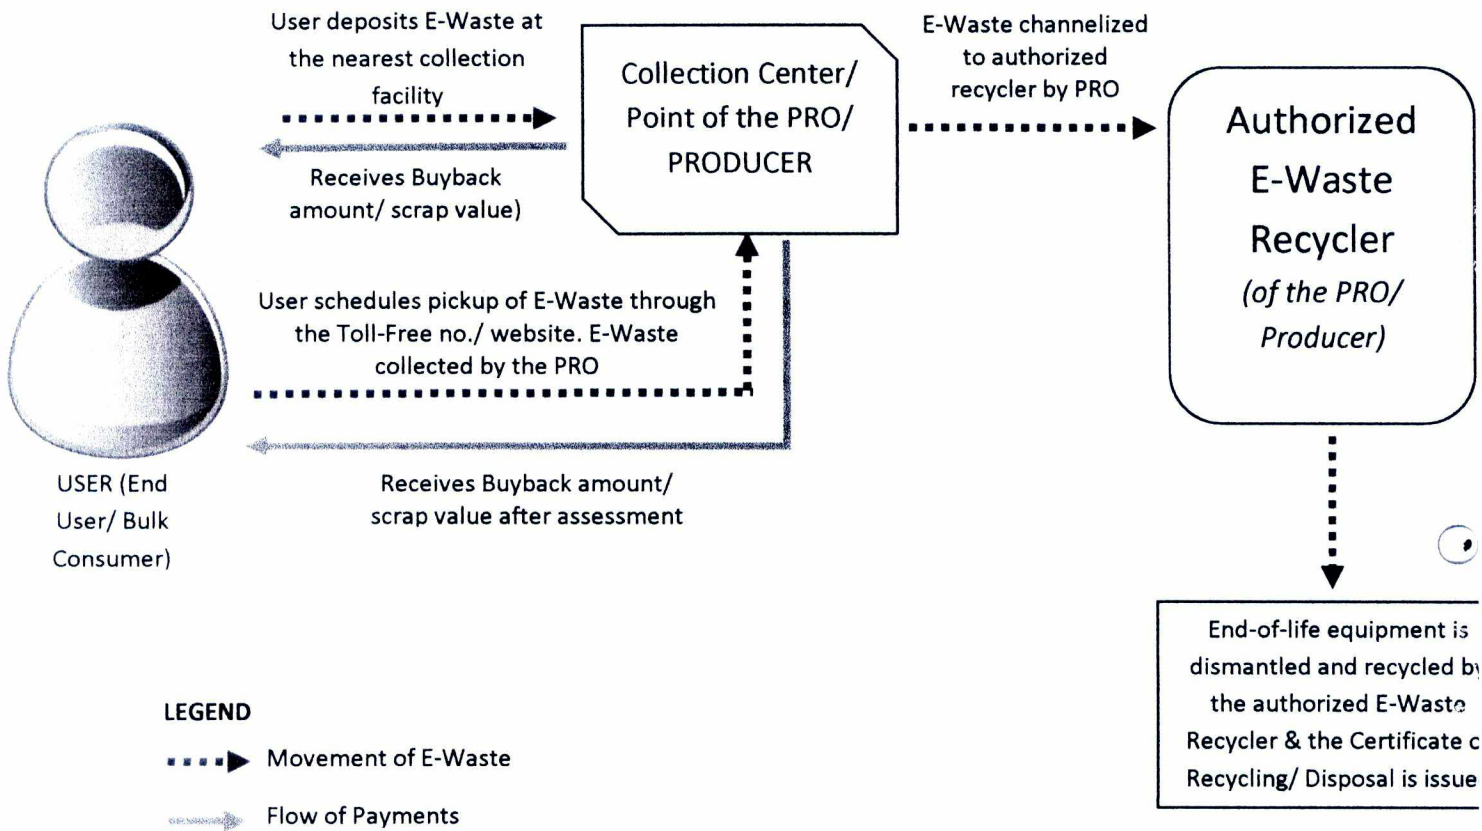 User deposits E-Waste at
the nearest collection
facility
Receives Buyback
amount/ scrap value)
Collection Center/
Point of the PRO/
PRODUCER
E-Waste channelized
to authorized
recycler by PRO
Authorized
E-Waste
Recycler
(of the PRO/
Producer)
User schedules pickup of E-Waste through
the Toll-Free no./ website. E-Waste
collected by the PRO
Receives Buyback amount/
scrap value after assessment
USER (End
User/ Bulk
Consumer)
End-of-life equipment is
dismantled and recycled
the authorized E-Waste
Recycler & the Certificate
Recycling/ Disposal is
LEGEND
Movement of E-Waste
Flow of Payments